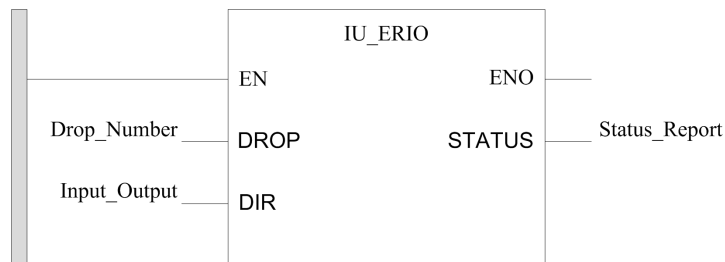 IU_ERIO
EN ENO
Drop_Number DROP STATUS Status_Report
Input_Output DIR